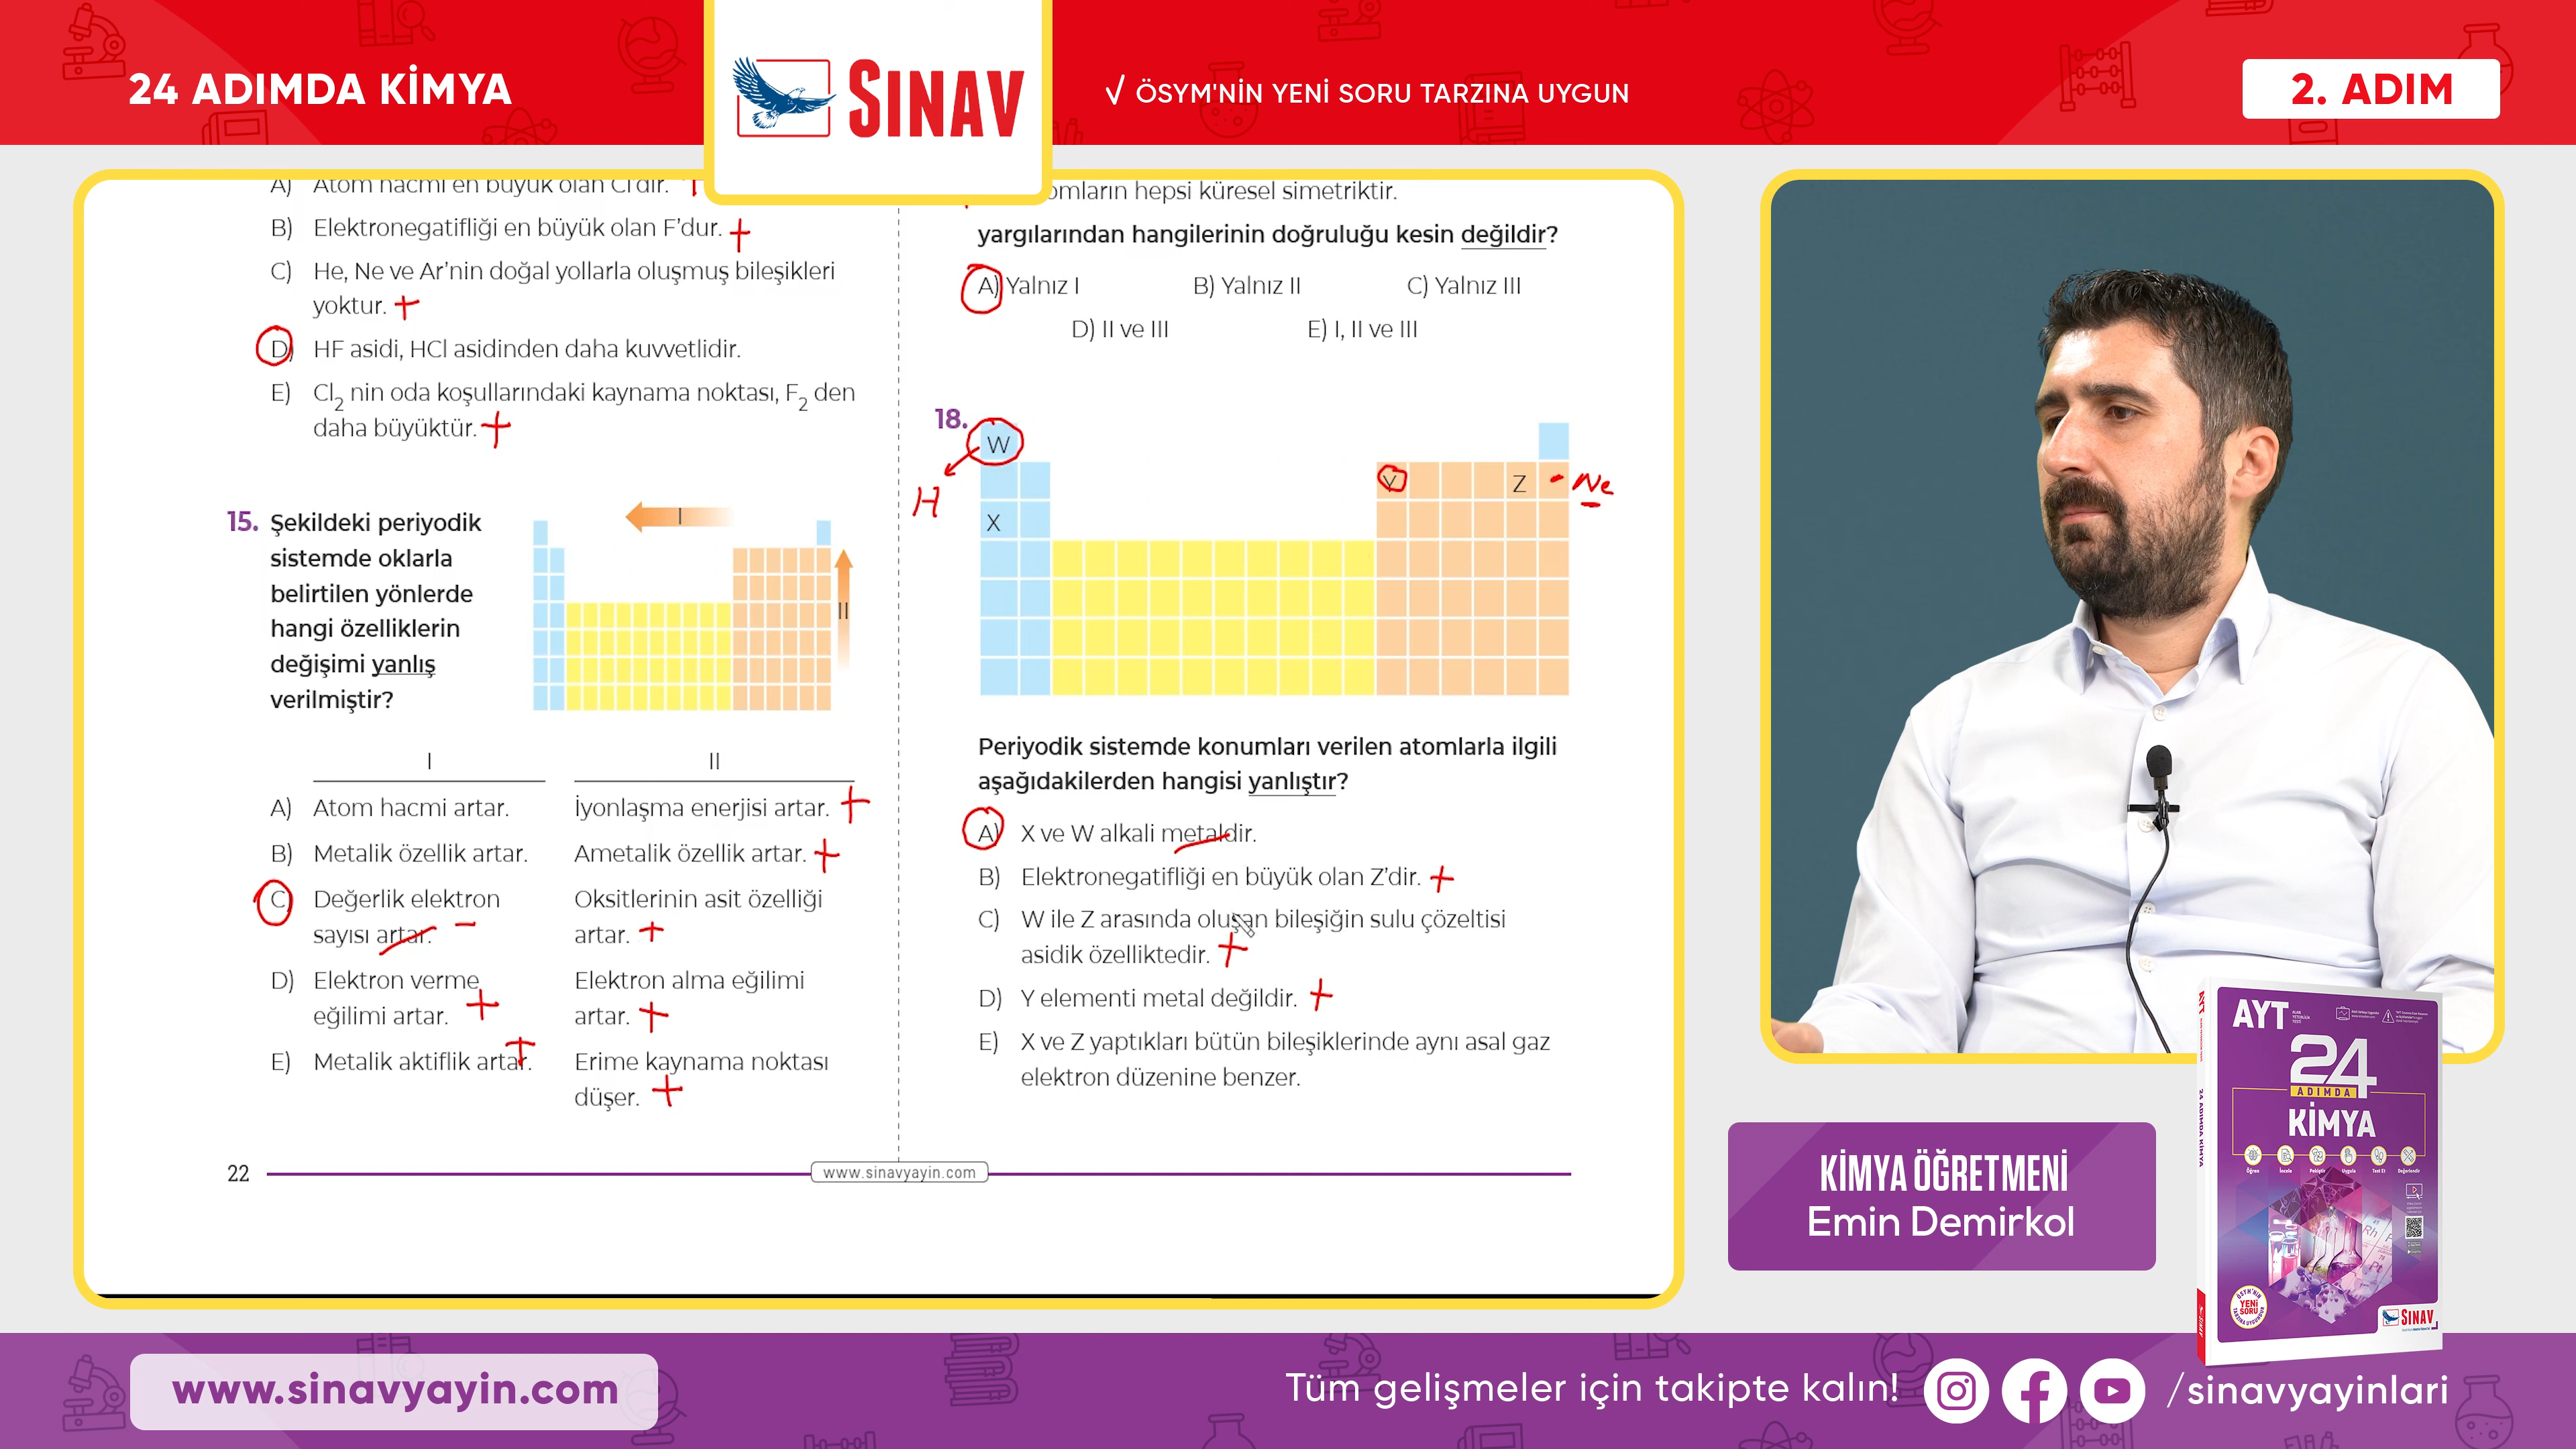 24 ADIMDA KİMYA
SINAV
√ ÖSYM'NİN YENİ SORU TARZINA UYGUN
2. ADIM
A) Atom hacmi en büyük olan Cl'dir. +
B) Elektronegatifliği en büyük olan F'dur. +
C) He, Ne ve Ar'nin doğal yollarla oluşmuş bileşikleri
yoktur. +
D) HF asidi, HCl asidinden daha kuvvetlidir.
E) Cl2 nin oda koşullarındaki kaynama noktası, F2 den
daha büyüktür. +
15. Şekildeki periyodik
sistemde oklarla
belirtilen yönlerde
hangi özelliklerin
değişimi yanlış
verilmiştir?
I
II
I II
A) Atom hacmi artar. İyonlaşma enerjisi artar. +
B) Metalik özellik artar. Ametalik özellik artar. +
C) Değerlik elektron Oksitlerinin asit özelliği
sayısı artar. - artar. +
D) Elektron verme Elektron alma eğilimi
eğilimi artar. + artar. +
E) Metalik aktiflik artar. + Erime kaynama noktası
düşer. +
omların hepsi küresel simetriktir.
yargılarından hangilerinin doğruluğu kesin değildir?
A) Yalnız I B) Yalnız II C) Yalnız III
D) II ve III E) I, II ve III
18.
W
H
Y Z Ne
X
Periyodik sistemde konumları verilen atomlarla ilgili
aşağıdakilerden hangisi yanlıştır?
A) X ve W alkali metaldir.
B) Elektronegatifliği en büyük olan Z'dir. +
C) W ile Z arasında oluşan bileşiğin sulu çözeltisi
asidik özelliktedir. +
D) Y elementi metal değildir. +
E) X ve Z yaptıkları bütün bileşiklerinde aynı asal gaz
elektron düzenine benzer.
22
www.sinavyayin.com
KİMYA ÖĞRETMENİ
Emin Demirkol
AYT
24
ADIMDA
KİMYA
YENİ
SORU
SINAV
24 ADIMDA KİMYA
www.sinavyayin.com
Tüm gelişmeler için takipte kalın!
/sinavyayinlari